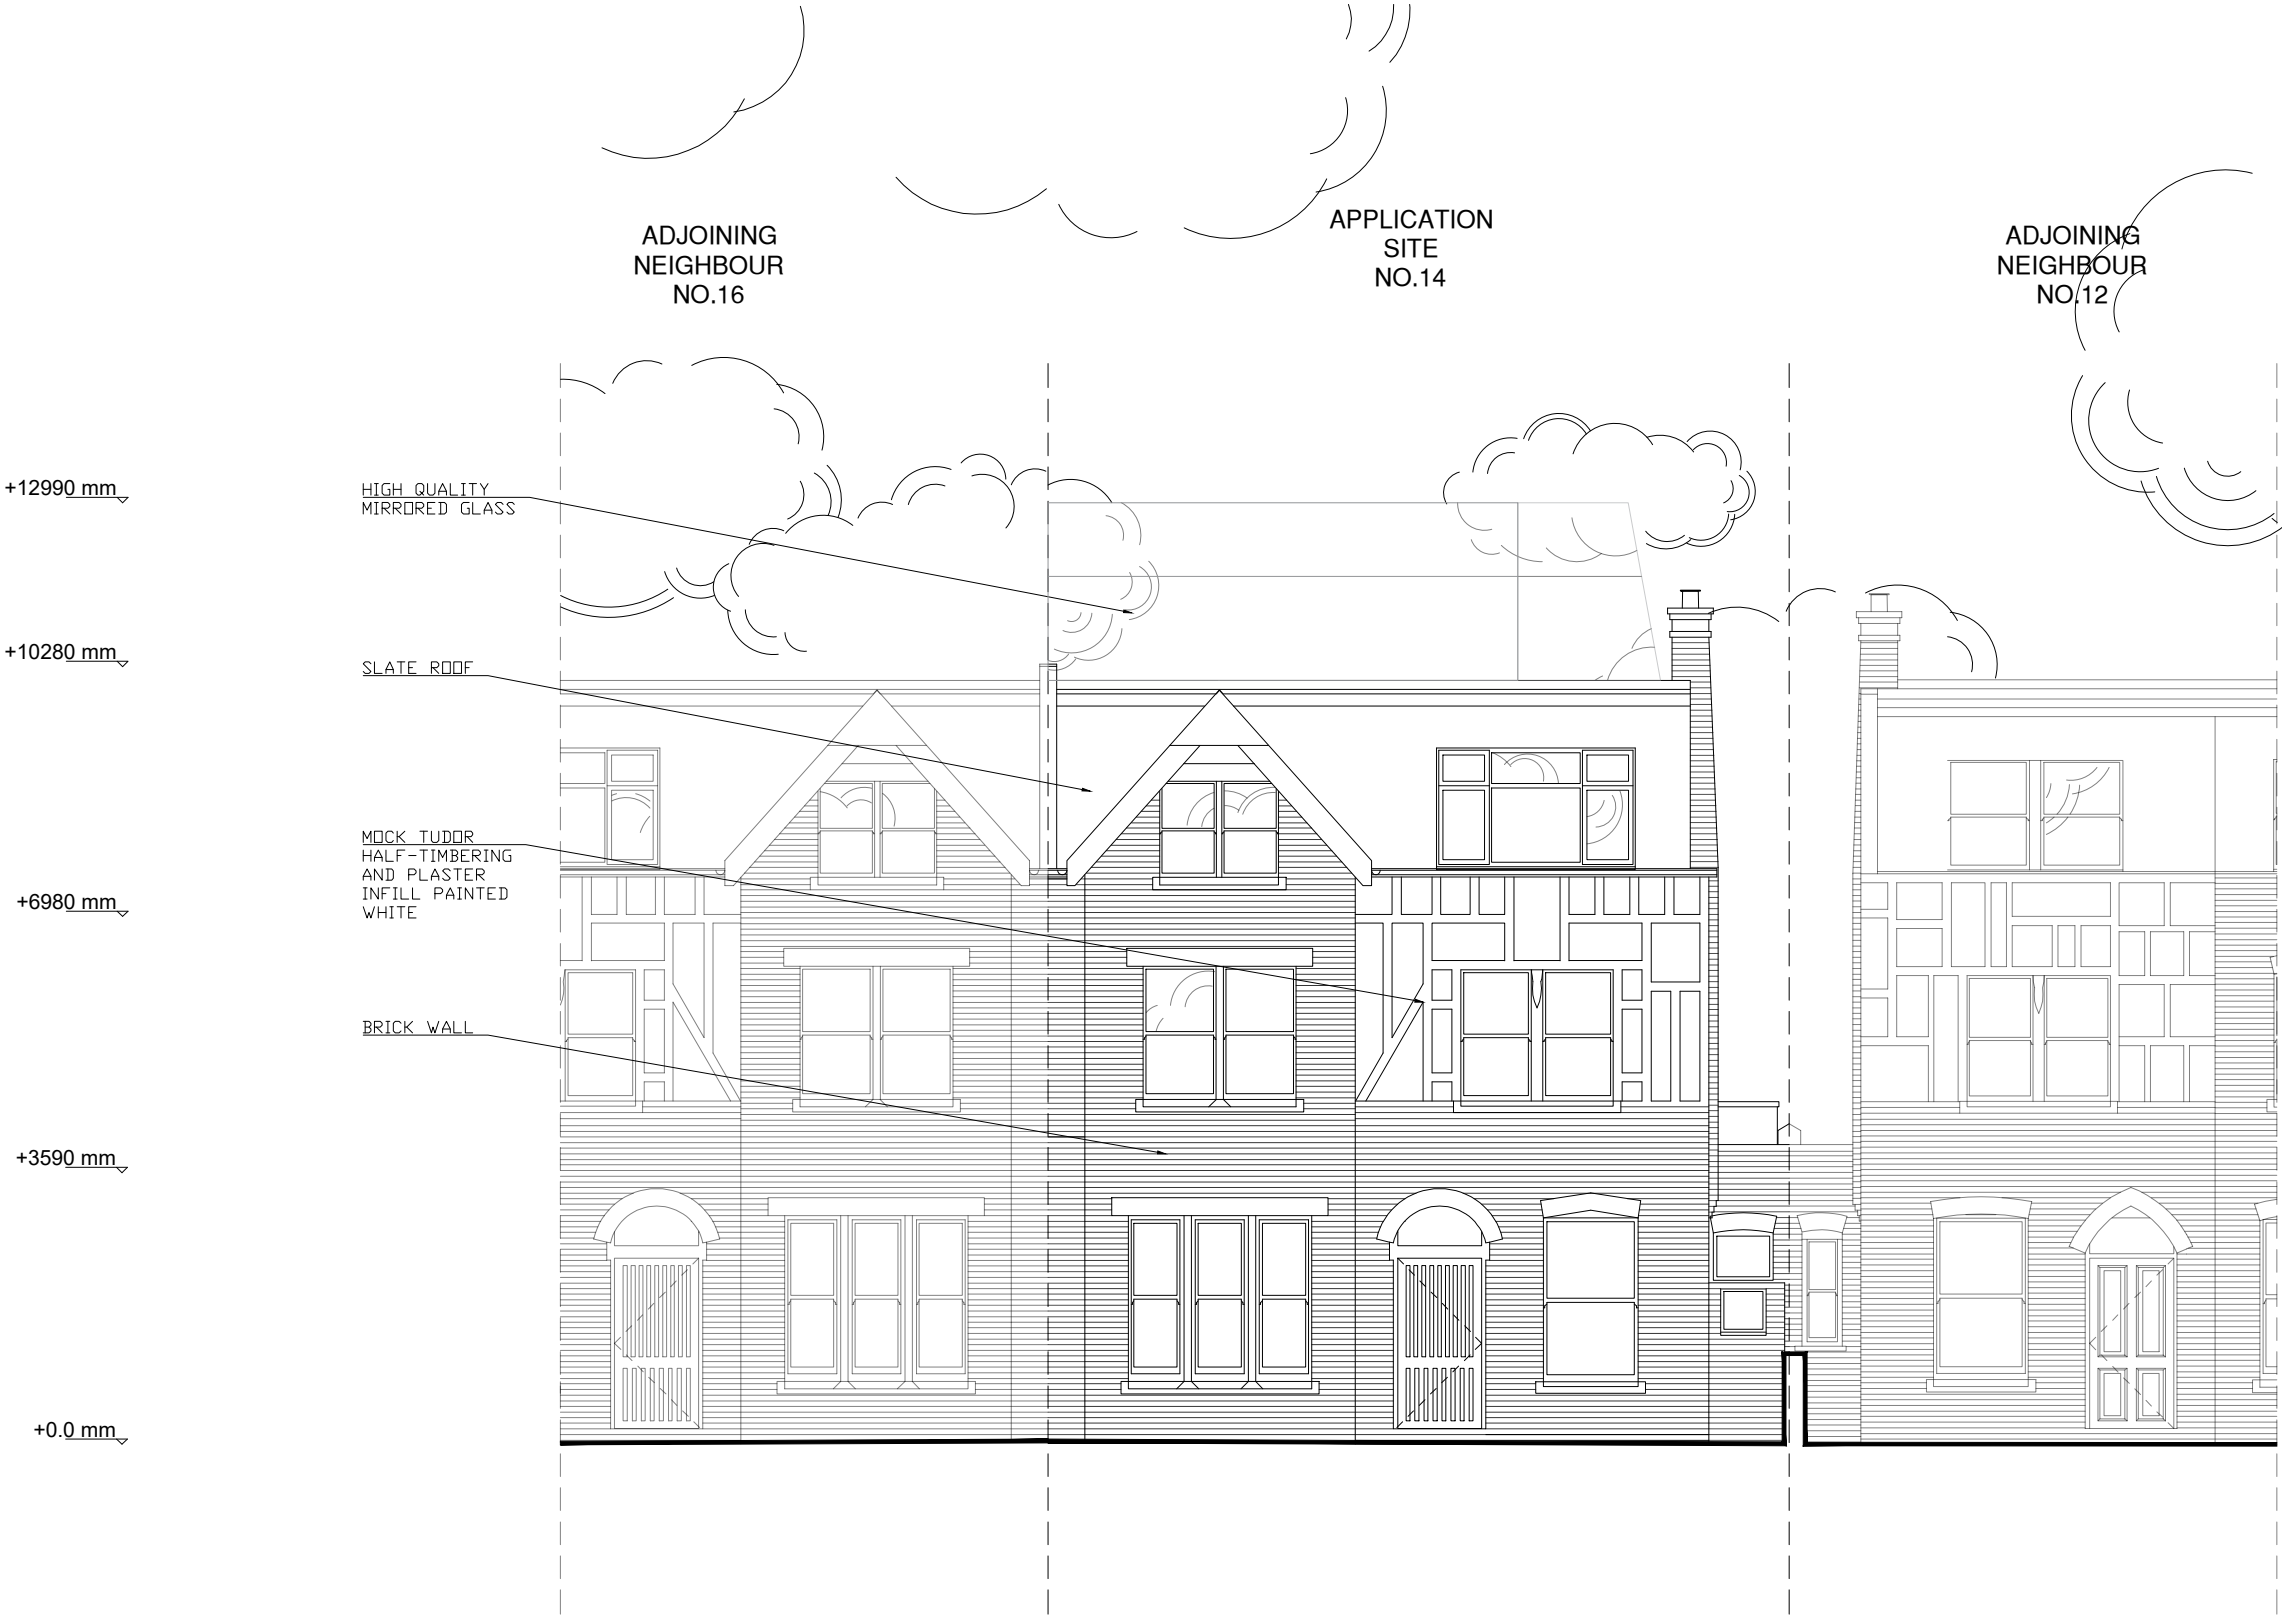 ADJOINING
NEIGHBOUR
NO.16
APPLICATION
SITE
NO.14
ADJOINING
NEIGHBOUR
NO.12
+12990 mm
HIGH QUALITY
MIRRORED GLASS
+10280 mm
SLATE ROOF
MOCK TUDOR
HALF-TIMBERING
AND PLASTER
INFILL PAINTED
WHITE
+6980 mm
BRICK WALL
+3590 mm
+0.0 mm